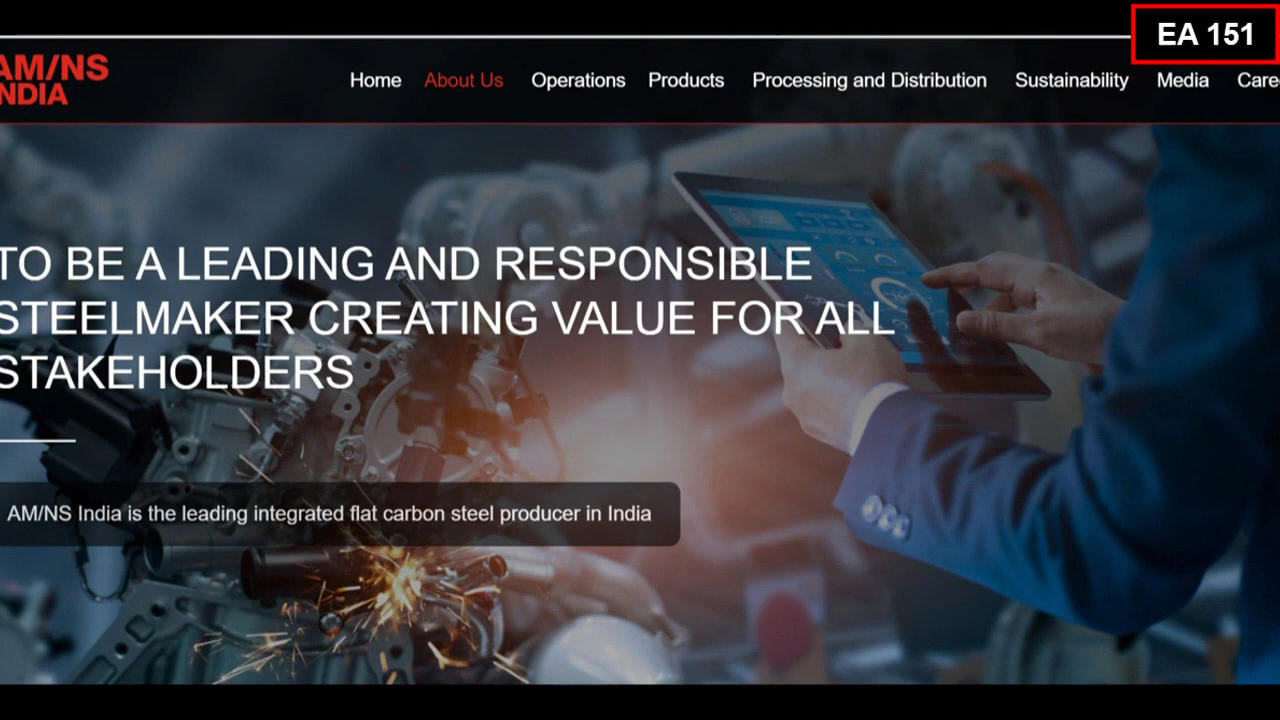 EA 151
AM/NS
INDIA
Home About Us Operations Products Processing and Distribution Sustainability Media
TO BE A LEADING AND RESPONSIBLE
STEELMAKER CREATING VALUE FOR ALL
STAKEHOLDERS
AM/NS India is the leading integrated flat carbon steel producer in India